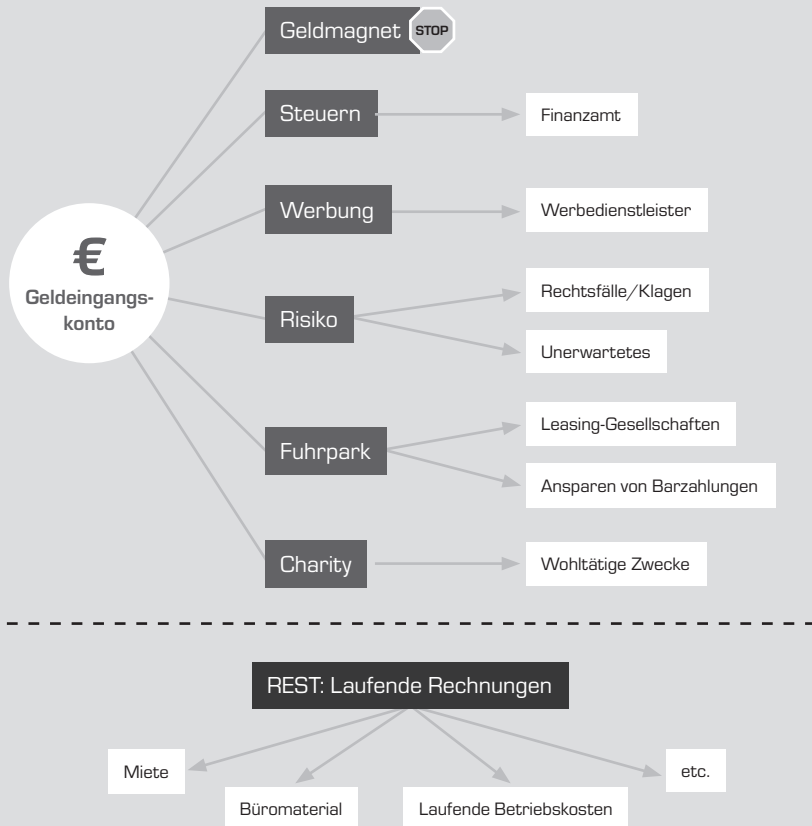 Geldmagnet STOP
Steuern
Finanzamt
Werbung
Werbedienstleister
€
Geldeingangs-
konto
Risiko
Rechtsfälle/Klagen
Unerwartetes
Fuhrpark
Leasing-Gesellschaften
Ansparen von Barzahlungen
Charity
Wohltätige Zwecke
REST: Laufende Rechnungen
Miete
Büromaterial
Laufende Betriebskosten
etc.